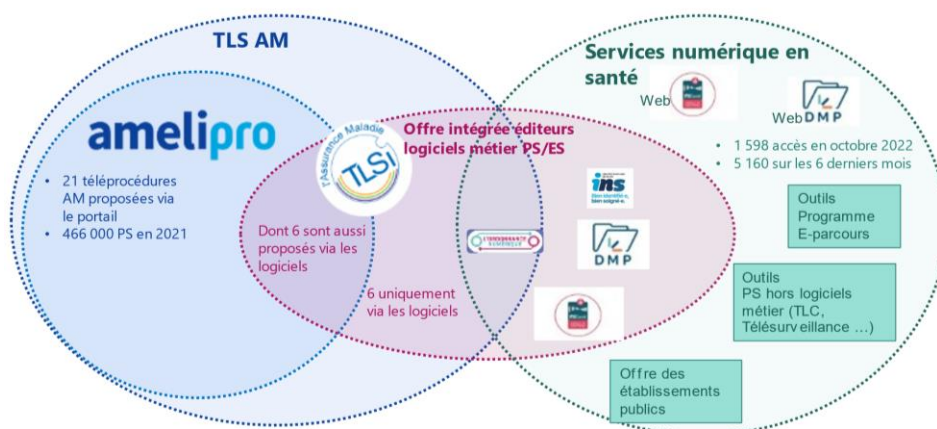 TLS AM
Services numérique en
santé
Web
Web
DMP
1 598 accès en octobre 2022
5 160 sur les 6 derniers mois
amelipro
21 téléprocédures
AM proposées via
le portail
466 000 PS en 2021
l'Assurance Maladie
TLSi
Offre intégrée éditeurs
logiciels métier PS/ES
Dont 6 sont aussi
proposés via les
logiciels
6 uniquement
via les logiciels
ins
DMP
Outils
Programme
E-parcours
Outils
PS hors logiciels
métier (TLC,
Télésurveillance ...)
Offre des
établissements
publics